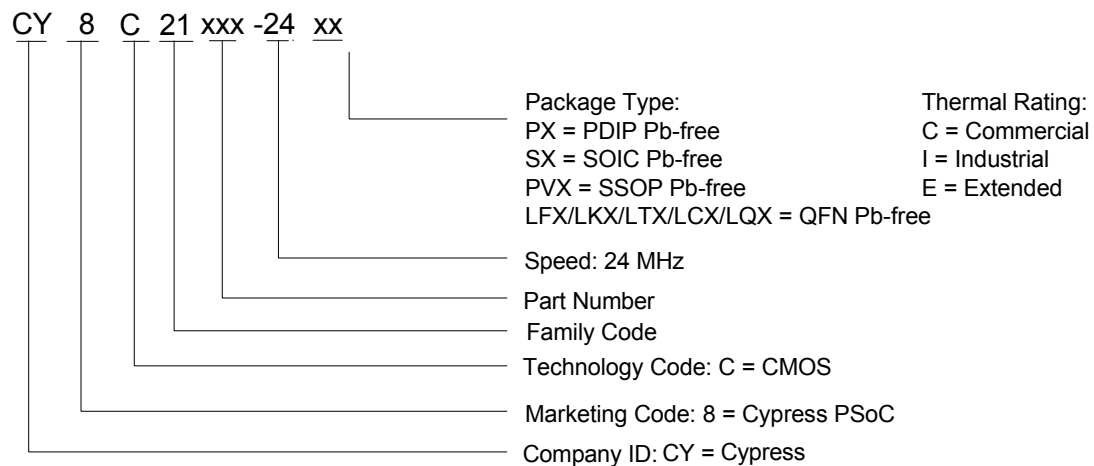 CY 8 C 21 xxx -24 xx
Package Type:
PX = PDIP Pb-free
SX = SOIC Pb-free
PVX = SSOP Pb-free
LFX/LKX/LTX/LCX/LQX = QFN Pb-free
Thermal Rating:
C = Commercial
I = Industrial
E = Extended
Speed: 24 MHz
Part Number
Family Code
Technology Code: C = CMOS
Marketing Code: 8 = Cypress PSoC
Company ID: CY = Cypress